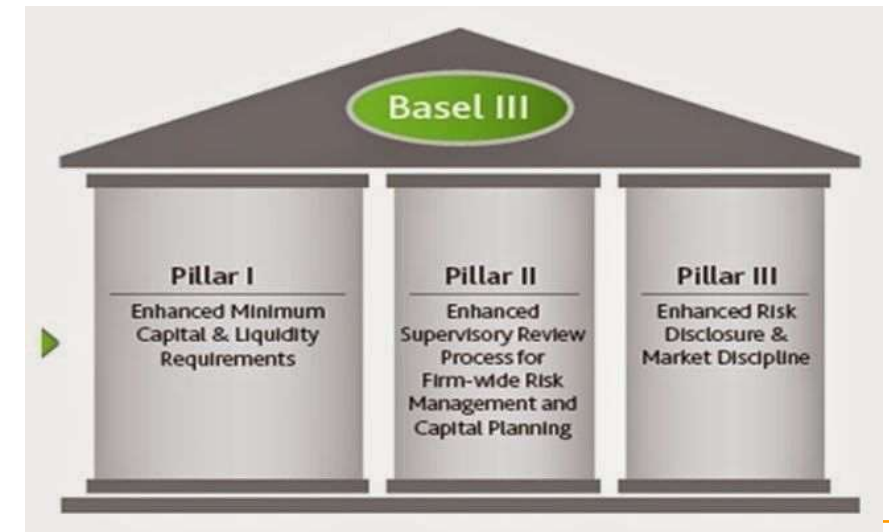 Basel III
Pillar I
Enhanced Minimum
Capital & Liquidity
Requirements
Pillar II
Enhanced
Supervisory Review
Process for
Firm-wide Risk
Management and
Capital Planning
Pillar III
Enhanced Risk
Disclosure &
Market Discipline